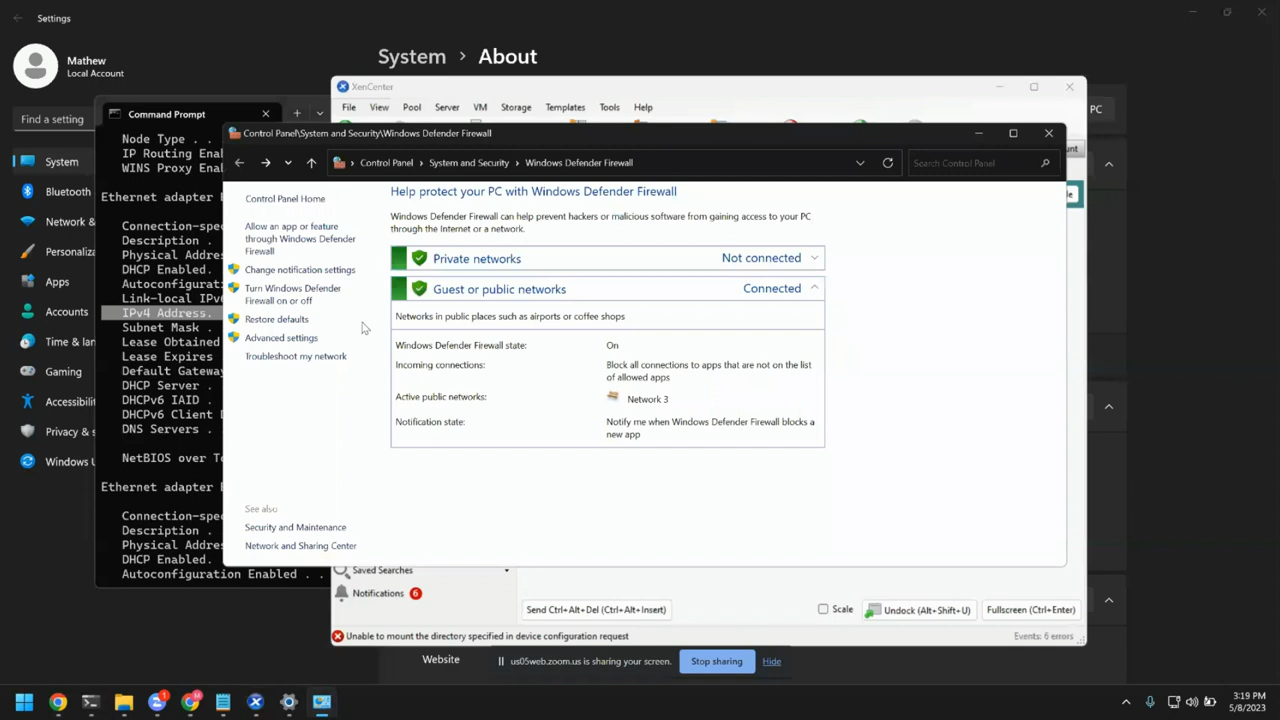 Settings
Mathew
Local Account
System > About
Find a setting
System
Bluetooth
Network &
Personaliza
Apps
Accounts
Time & lan
Gaming
Accessibilit
Privacy & s
Windows U
Command Prompt
Node Type . .
IP Routing Enab
WINS Proxy Enab
Ethernet adapter
Connection-spec
Description .
Physical Addres
DHCP Enabled.
Autoconfigurati
Link-local IPv6
IPv4 Address.
Subnet Mask .
Lease Obtained
Lease Expires
Default Gateway
DHCP Server .
DHCPv6 IAID .
DHCPv6 Client
DNS Servers .
NetBIOS over T
Ethernet adapter
Connection-spec
Description .
Physical Addres
DHCP Enabled.
Autoconfiguration Enabled . .
XenCenter
File View Pool Server VM Storage Templates Tools Help
PC
Control Panel\System and Security\Windows Defender Firewall
Control Panel > System and Security > Windows Defender Firewall
Search Control Panel
Control Panel Home
Allow an app or feature
through Windows Defender
Firewall
Change notification settings
Turn Windows Defender
Firewall on or off
Restore defaults
Advanced settings
Troubleshoot my network
See also
Security and Maintenance
Network and Sharing Center
Help protect your PC with Windows Defender Firewall
Windows Defender Firewall can help prevent hackers or malicious software from gaining access to your PC
through the Internet or a network.
Private networks Not connected
Guest or public networks Connected
Networks in public places such as airports or coffee shops
Windows Defender Firewall state: On
Incoming connections: Block all connections to apps that are not on the list
of allowed apps
Active public networks: Network 3
Notification state: Notify me when Windows Defender Firewall blocks a
new app
Saved Searches
Notifications 6
Send Ctrl+Alt+Del (Ctrl+Alt+Insert)
Scale
Undock (Alt+Shift+U)
Fullscreen (Ctrl+Enter)
Unable to mount the directory specified in device configuration request
Events: 6 errors
Website
us05web.zoom.us is sharing your screen.
Stop sharing
Hide
3:19 PM
5/8/2023